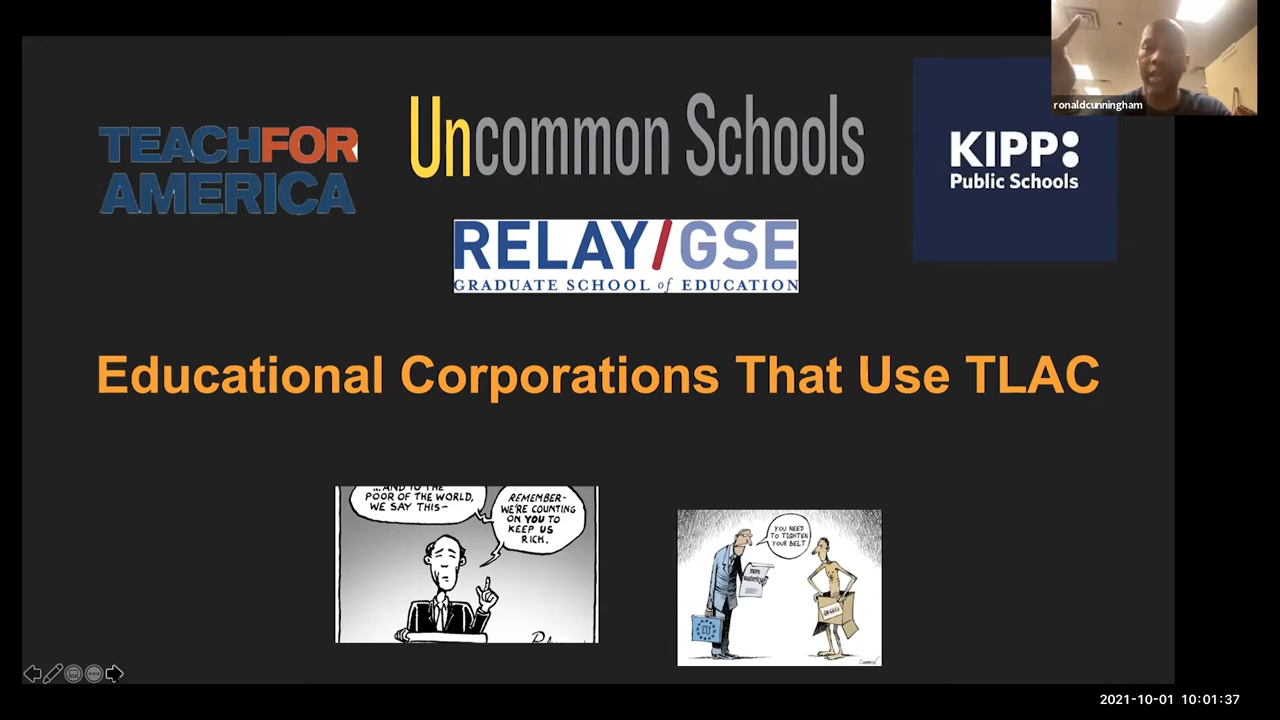 ronaldcunningham
TEACHFOR
AMERICA
Uncommon Schools
KIPP:
Public Schools
RELAY/GSE
GRADUATE SCHOOL of EDUCATION
Educational Corporations That Use TLAC
...AND TO THE
POOR OF THE WORLD,
WE SAY THIS–
REMEMBER-
WE'RE COUNTING
ON YOU TO
KEEP US
RICH.
YOU NEED
TO TIGHTEN
YOUR BELT
GREECE
2021-10-01 10:01:37